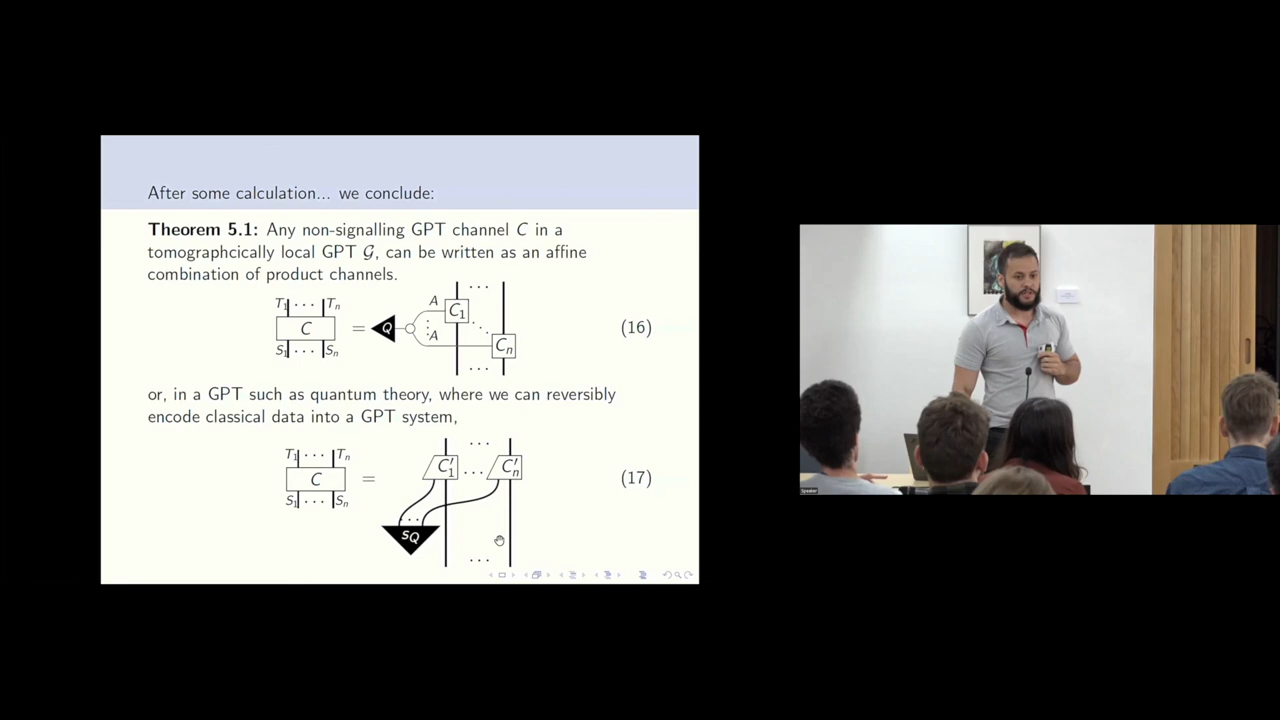 After some calculation... we conclude:
Theorem 5.1: Any non-signalling GPT channel C in a
tomographcically local GPT 𝒢, can be written as an affine
combination of product channels.
T₁ ··· Tₙ
C
S₁ ··· Sₙ
=
Q
A
⋮
A
C₁
···
⋱
Cₙ
···
(16)
or, in a GPT such as quantum theory, where we can reversibly
encode classical data into a GPT system,
T₁ ··· Tₙ
C
S₁ ··· Sₙ
=
···
C′₁ ··· C′ₙ
···
sQ
···
(17)
Speaker